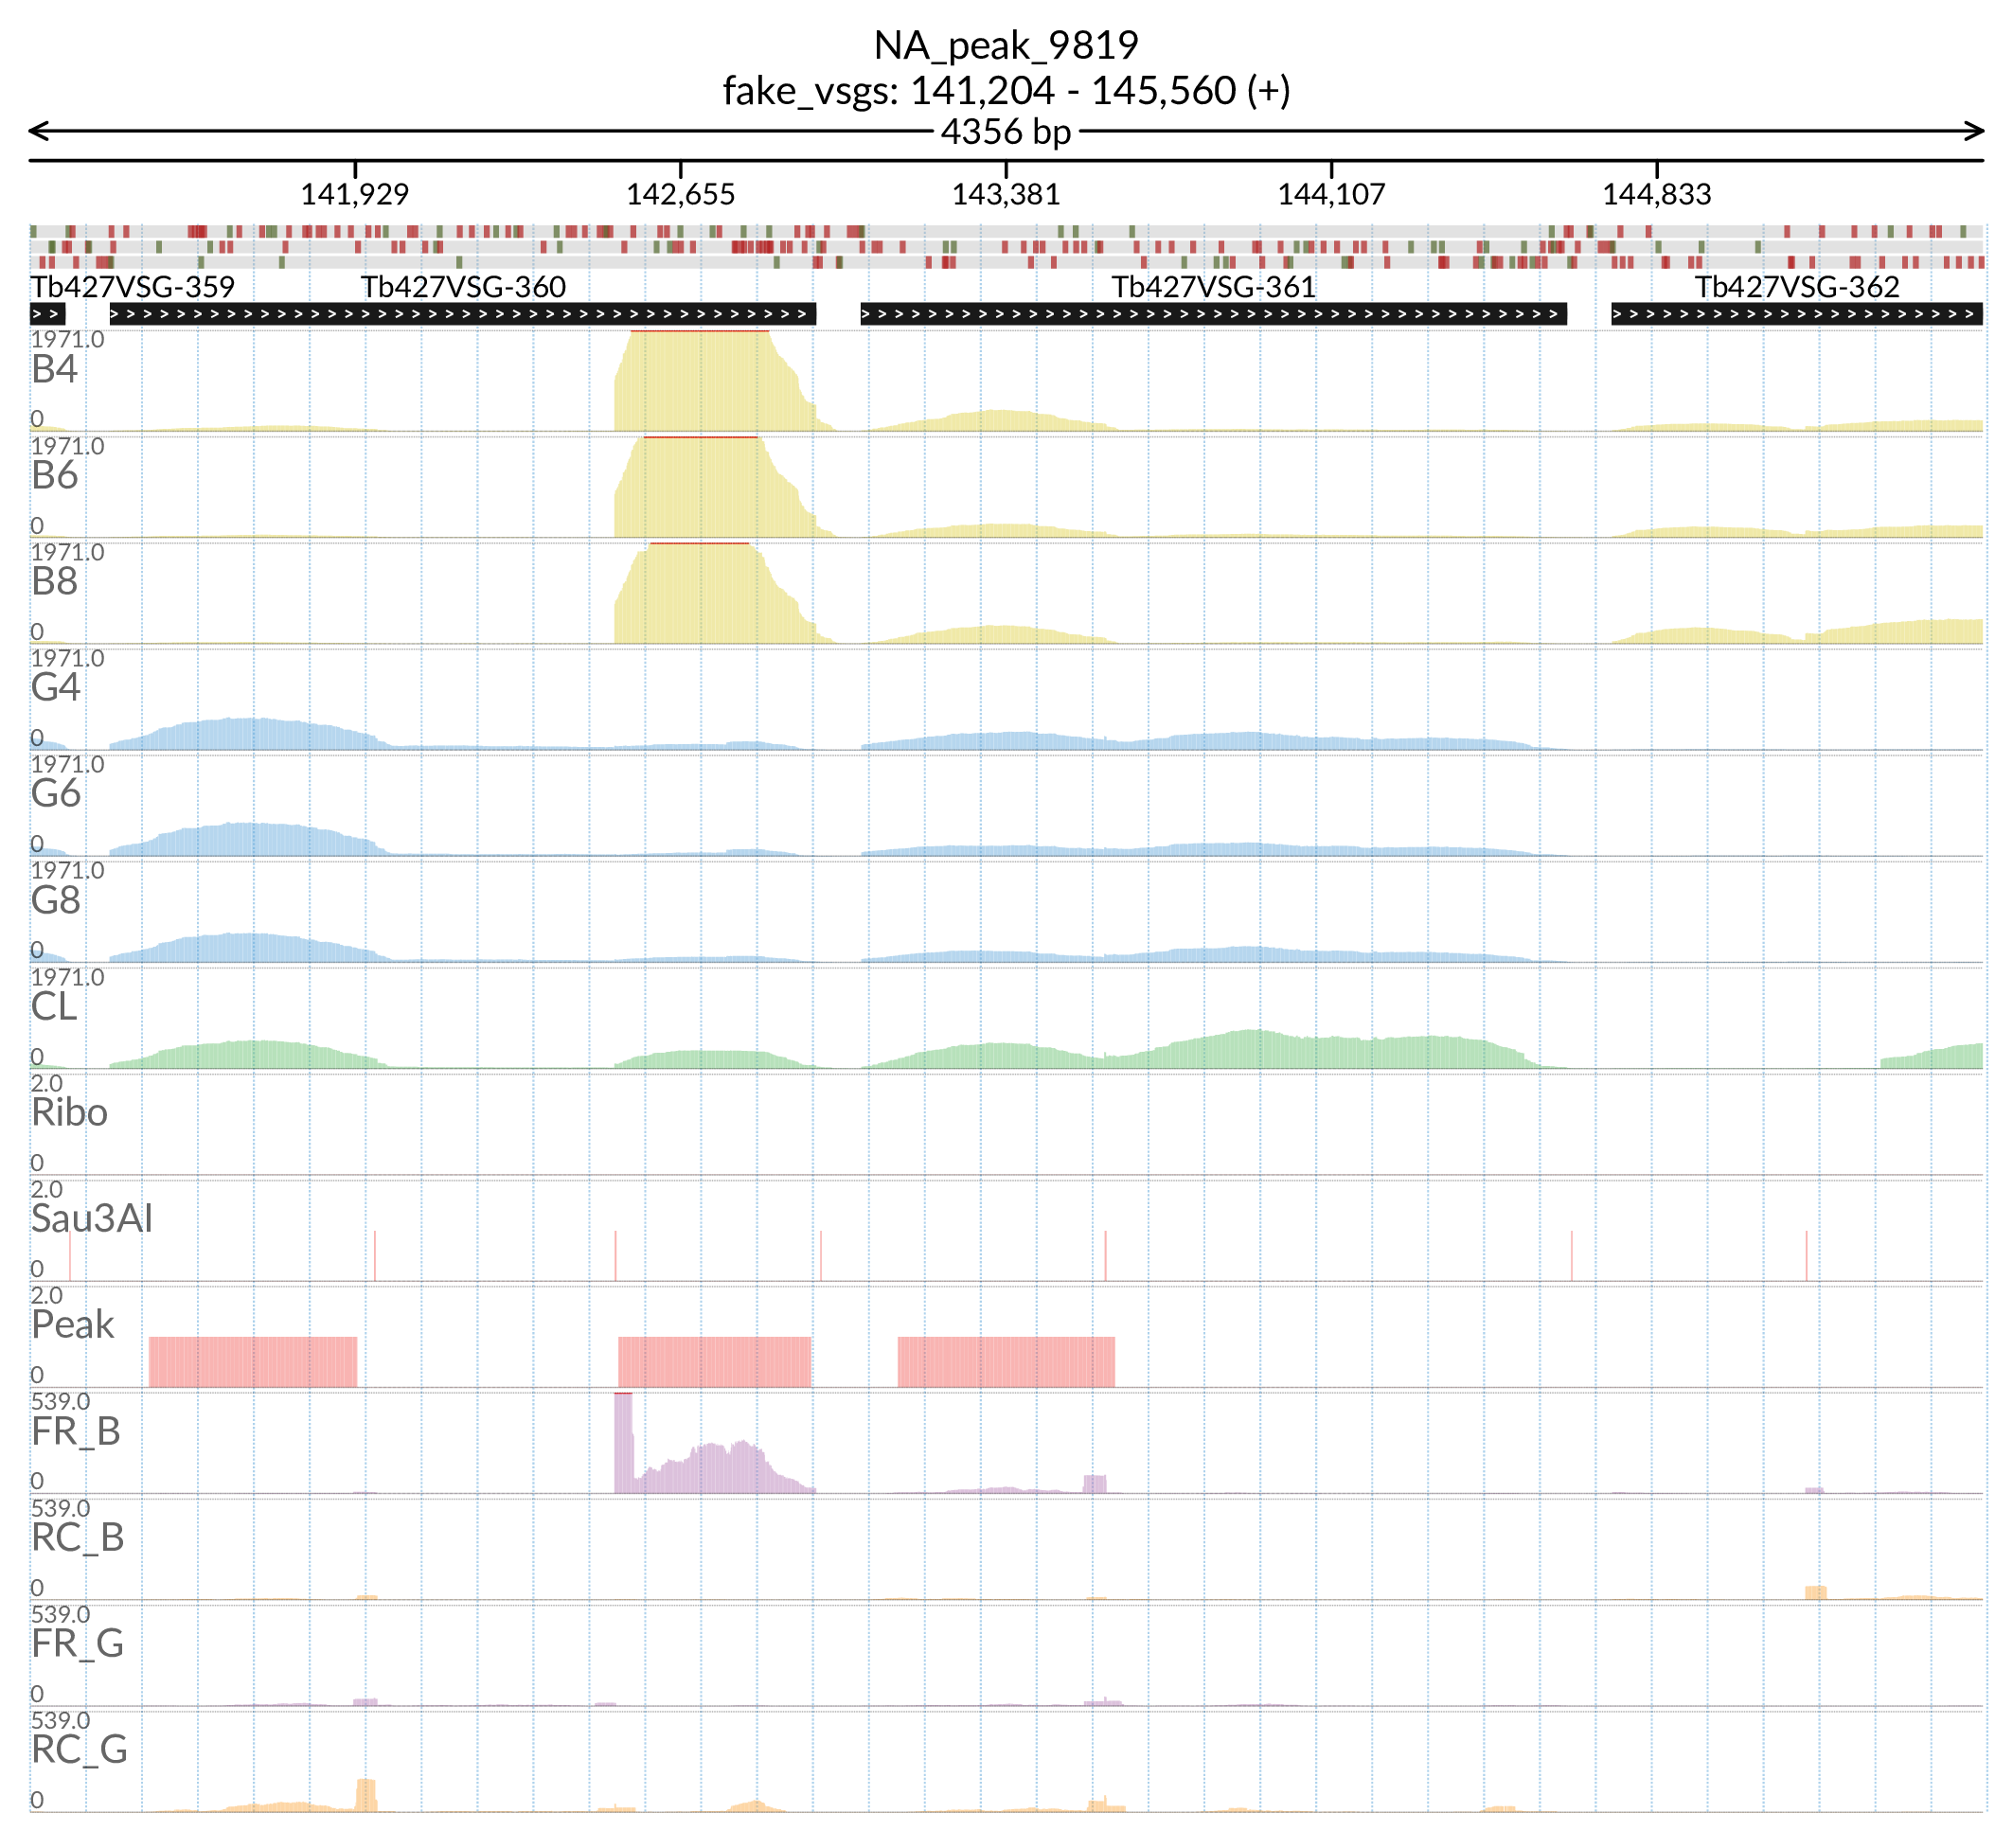 NA_peak_9819
fake_vsgs: 141,204 - 145,560 (+)
4356 bp
141,929 142,655 143,381 144,107 144,833
Tb427VSG-359 Tb427VSG-360 Tb427VSG-361 Tb427VSG-362
1971.0
B4
0
1971.0
B6
0
1971.0
B8
0
1971.0
G4
0
1971.0
G6
0
1971.0
G8
0
1971.0
CL
0
2.0
Ribo
0
2.0
Sau3AI
0
2.0
Peak
0
539.0
FR_B
0
539.0
RC_B
0
539.0
FR_G
0
539.0
RC_G
0